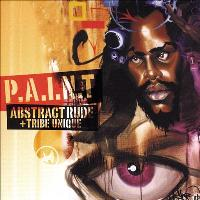 P.A.I.N.T
ABSTRACT RUDE
+ TRIBE UNIQUE